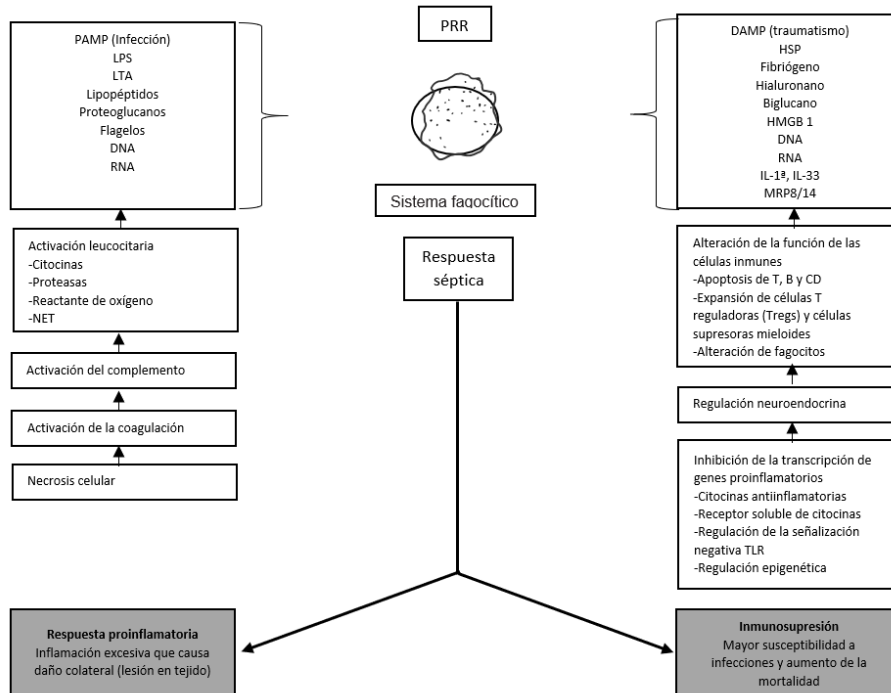 PAMP (Infección)
LPS
LTA
Lipopéptidos
Proteoglucanos
Flagelos
DNA
RNA
PRR
DAMP (traumatismo)
HSP
Fibriógeno
Hialuronano
Biglucano
HMGB 1
DNA
RNA
IL-1ª, IL-33
MRP8/14
Sistema fagocítico
Activación leucocitaria
-Citocinas
-Proteasas
-Reactante de oxígeno
-NET
Respuesta
séptica
Alteración de la función de las
células inmunes
-Apoptosis de T, B y CD
-Expansión de células T
reguladoras (Tregs) y células
supresoras mieloides
-Alteración de fagocitos
Activación del complemento
Activación de la coagulación
Necrosis celular
Regulación neuroendocrina
Inhibición de la transcripción de
genes proinflamatorios
-Citocinas antiinflamatorias
-Receptor soluble de citocinas
-Regulación de la señalización
negativa TLR
-Regulación epigenética
Respuesta proinflamatoria
Inflamación excesiva que causa
daño colateral (lesión en tejido)
Inmunosupresión
Mayor susceptibilidad a
infecciones y aumento de la
mortalidad